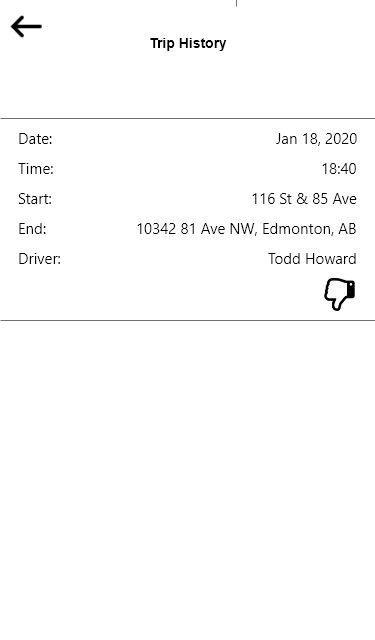 Trip History
Date: Jan 18, 2020
Time: 18:40
Start: 116 St & 85 Ave
End: 10342 81 Ave NW, Edmonton, AB
Driver: Todd Howard